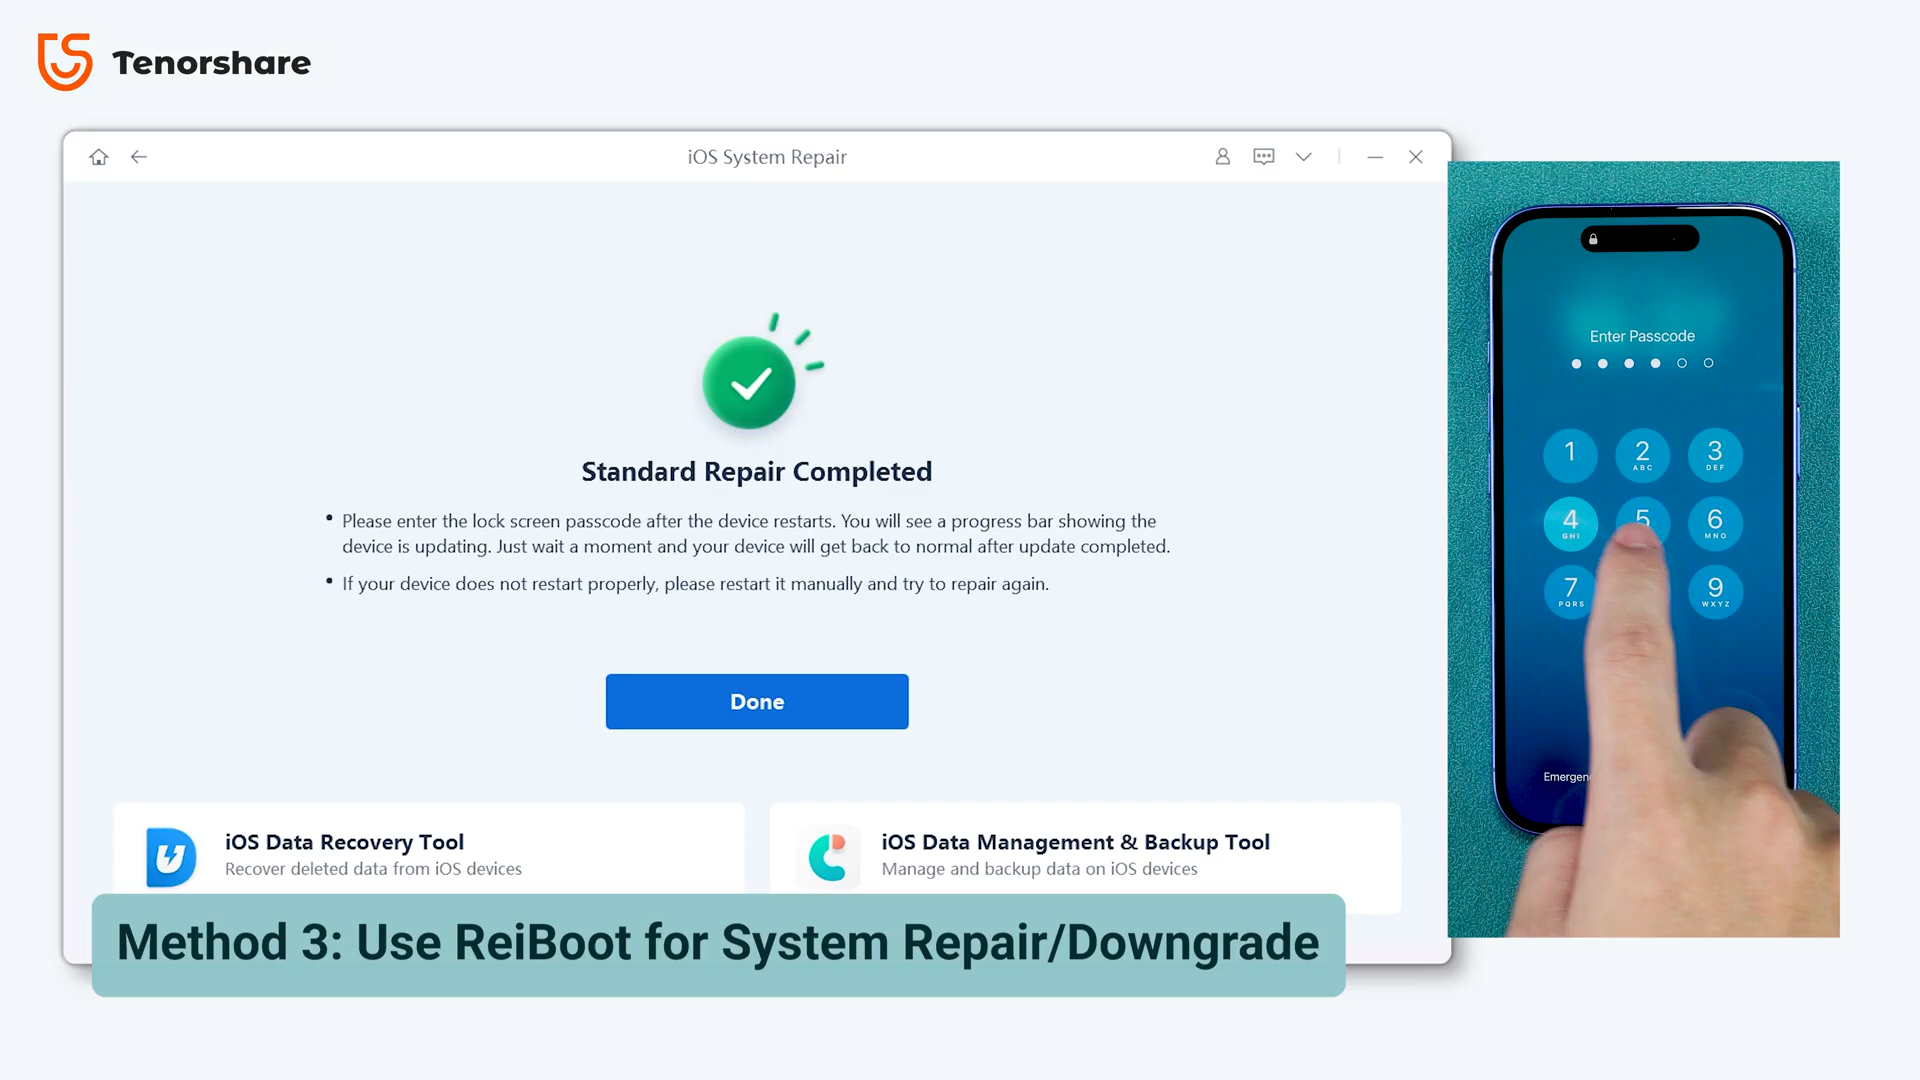 Tenorshare
iOS System Repair
Standard Repair Completed
• Please enter the lock screen passcode after the device restarts. You will see a progress bar showing the
device is updating. Just wait a moment and your device will get back to normal after update completed.
• If your device does not restart properly, please restart it manually and try to repair again.
Done
iOS Data Recovery Tool
Recover deleted data from iOS devices
iOS Data Management & Backup Tool
Manage and backup data on iOS devices
Method 3: Use ReiBoot for System Repair/Downgrade
Enter Passcode
1 2 3
ABC DEF
4 5 6
GHI MNO
7 9
PQRS WXYZ